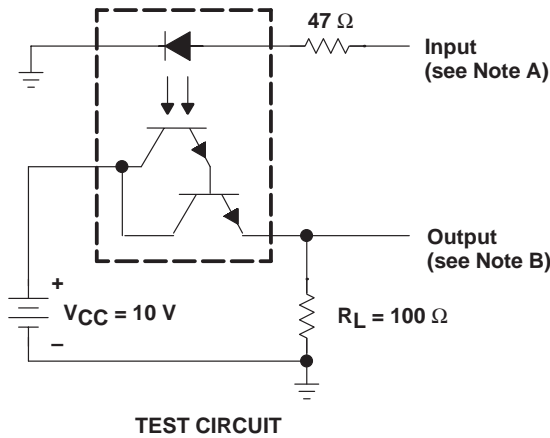 47 Ω
Input
(see Note A)
Output
(see Note B)
+
VCC = 10 V
–
RL = 100 Ω
TEST CIRCUIT